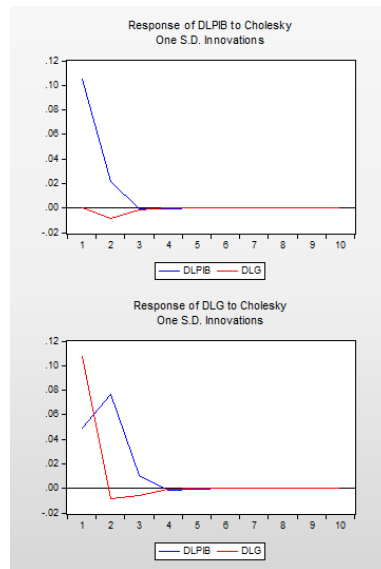 Response of DLPIB to Cholesky
One S.D. Innovations
.12
.10
.08
.06
.04
.02
.00
-.02
1 2 3 4 5 6 7 8 9 10
DLPIB DLG
Response of DLG to Cholesky
One S.D. Innovations
.12
.10
.08
.06
.04
.02
.00
-.02
1 2 3 4 5 6 7 8 9 10
DLPIB DLG